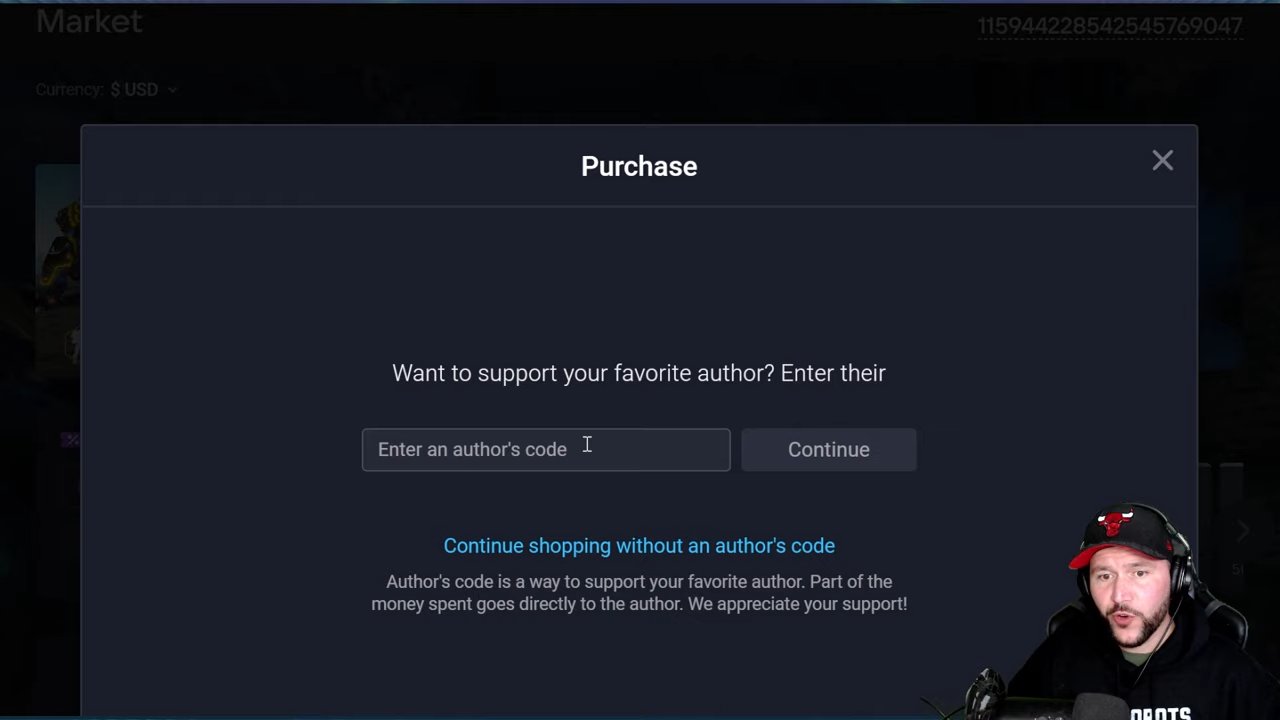 Market
115944228542545769047
Currency: $ USD
Purchase
Want to support your favorite author? Enter their
Enter an author's code
Continue
Continue shopping without an author's code
Author's code is a way to support your favorite author. Part of the
money spent goes directly to the author. We appreciate your support!